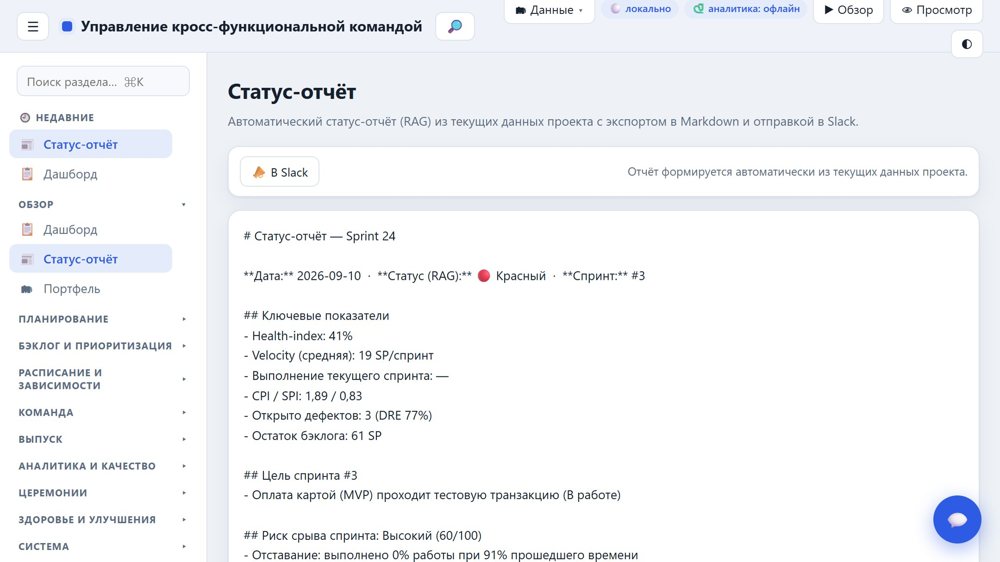 ☰ Управление кросс-функциональной командой
Данные ▾
локально
аналитика: офлайн
▶ Обзор
Просмотр
Поиск раздела... ⌘K
НЕДАВНИЕ
Статус-отчёт
Дашборд
ОБЗОР ▾
Дашборд
Статус-отчёт
Портфель
ПЛАНИРОВАНИЕ ▸
БЭКЛОГ И ПРИОРИТИЗАЦИЯ ▸
РАСПИСАНИЕ И
ЗАВИСИМОСТИ ▸
КОМАНДА ▸
ВЫПУСК ▸
АНАЛИТИКА И КАЧЕСТВО ▸
ЦЕРЕМОНИИ ▸
ЗДОРОВЬЕ И УЛУЧШЕНИЯ ▸
СИСТЕМА ▸
Статус-отчёт
Автоматический статус-отчёт (RAG) из текущих данных проекта с экспортом в Markdown и отправкой в Slack.
В Slack
Отчёт формируется автоматически из текущих данных проекта.
# Статус-отчёт — Sprint 24
**Дата:** 2026-09-10 · **Статус (RAG):** 🔴 Красный · **Спринт:** #3
## Ключевые показатели
- Health-index: 41%
- Velocity (средняя): 19 SP/спринт
- Выполнение текущего спринта: —
- CPI / SPI: 1,89 / 0,83
- Открыто дефектов: 3 (DRE 77%)
- Остаток бэклога: 61 SP
## Цель спринта #3
- Оплата картой (MVP) проходит тестовую транзакцию (В работе)
## Риск срыва спринта: Высокий (60/100)
- Отставание: выполнено 0% работы при 91% прошедшего времени